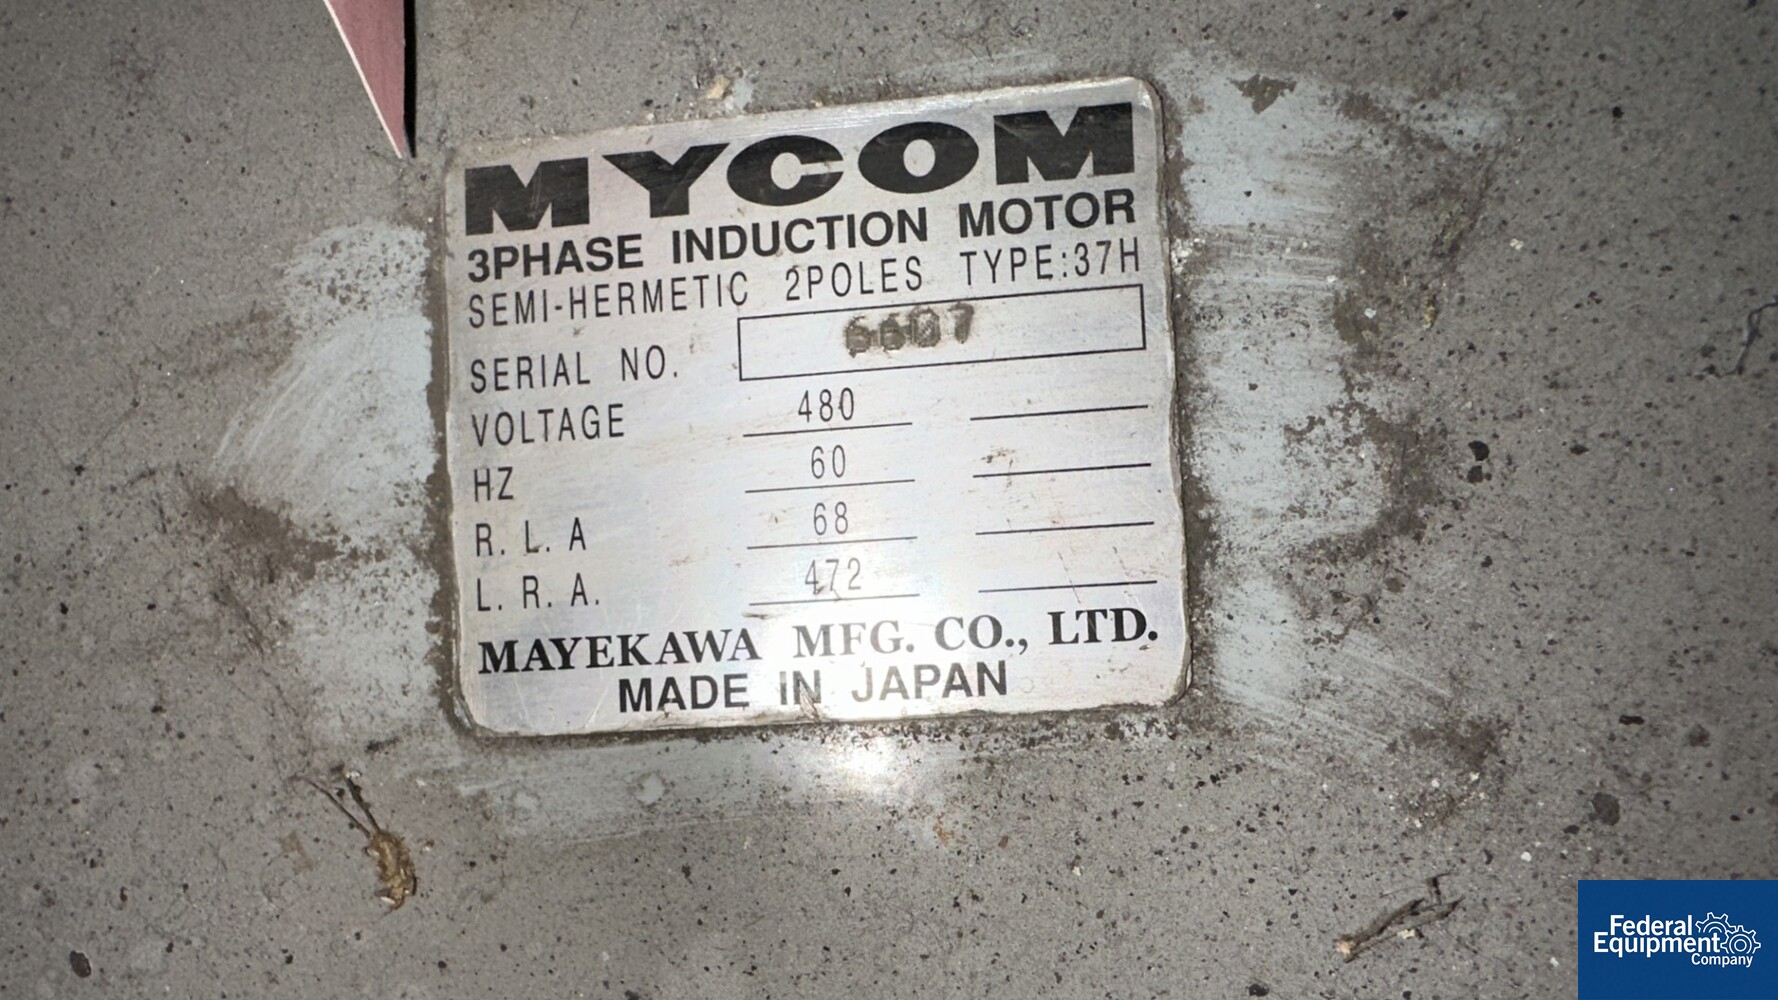 MYCOM
3PHASE INDUCTION MOTOR
SEMI-HERMETIC 2POLES TYPE:37H
SERIAL NO. 6607
VOLTAGE 480
HZ 60
R. L. A 68
L. R. A. 472
MAYEKAWA MFG. CO., LTD.
MADE IN JAPAN
Federal
Equipment
Company